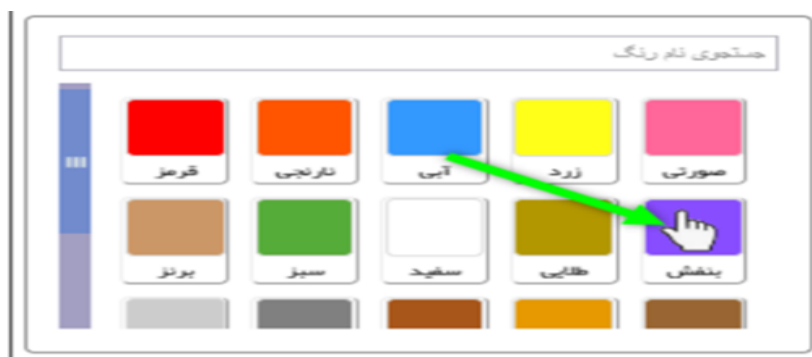 جستجوی نام رنگ
صورتی زرد آبی نارنجی قرمز
بنفش طلایی سفید سبز برنز